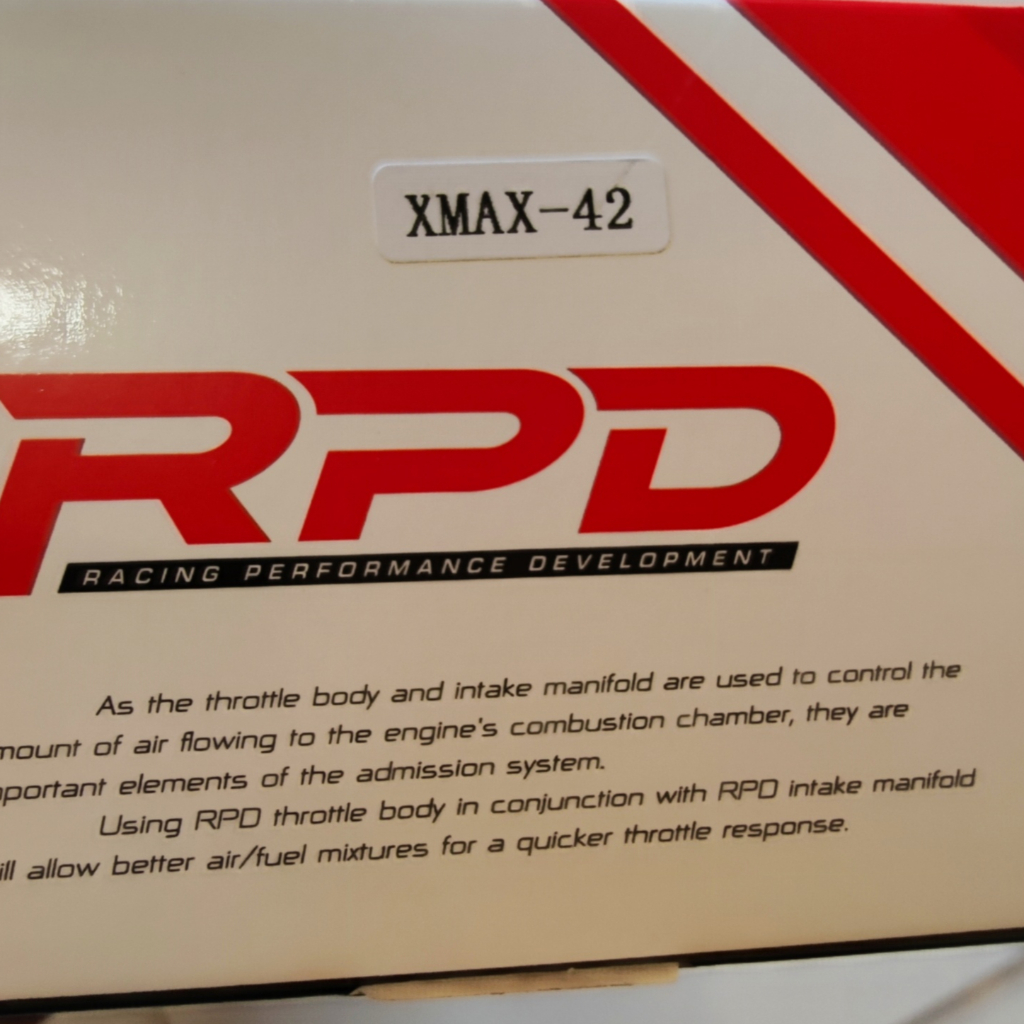 XMAX-42
RPD
RACING PERFORMANCE DEVELOPMENT
As the throttle body and intake manifold are used to control the
mount of air flowing to the engine's combustion chamber, they are
portant elements of the admission system.
Using RPD throttle body in conjunction with RPD intake manifold
ill allow better air/fuel mixtures for a quicker throttle response.